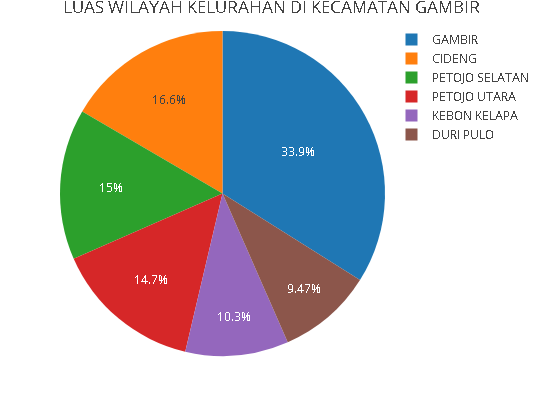 LUAS WILAYAH KELURAHAN DI KECAMATAN GAMBIR
GAMBIR
CIDENG
PETOJO SELATAN
PETOJO UTARA
KEBON KELAPA
DURI PULO
16.6%
33.9%
15%
14.7%
9.47%
10.3%